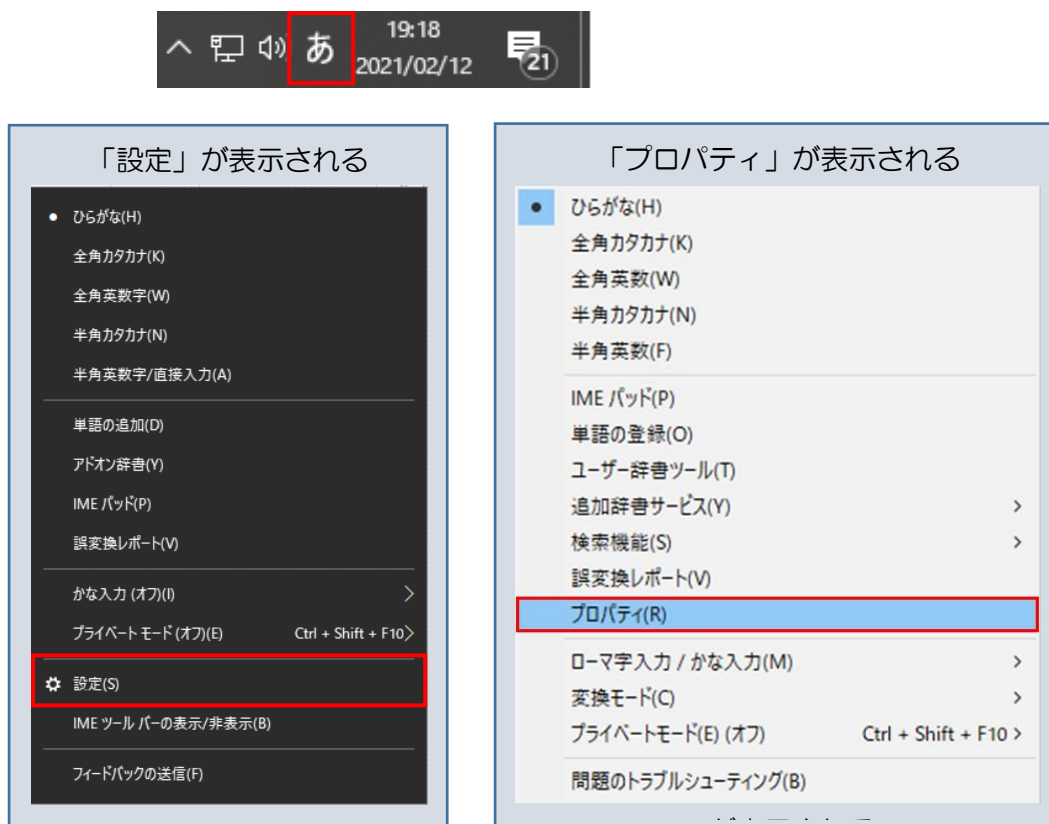 あ
19:18
2021/02/12
21
「設定」が表示される
ひらがな(H)
全角カタカナ(K)
全角英数字(W)
半角カタカナ(N)
半角英数字/直接入力(A)
単語の追加(D)
アドオン辞書(Y)
IME パッド(P)
誤変換レポート(V)
かな入力 (オフ)(I)
プライベート モード (オフ)(E) Ctrl + Shift + F10
設定(S)
IME ツール バーの表示/非表示(B)
フィードバックの送信(F)
「プロパティ」が表示される
ひらがな(H)
全角カタカナ(K)
全角英数(W)
半角カタカナ(N)
半角英数(F)
IME パッド(P)
単語の登録(O)
ユーザー辞書ツール(T)
追加辞書サービス(Y)
検索機能(S)
誤変換レポート(V)
プロパティ(R)
ローマ字入力 / かな入力(M)
変換モード(C)
プライベートモード(E) (オフ) Ctrl + Shift + F10
問題のトラブルシューティング(B)